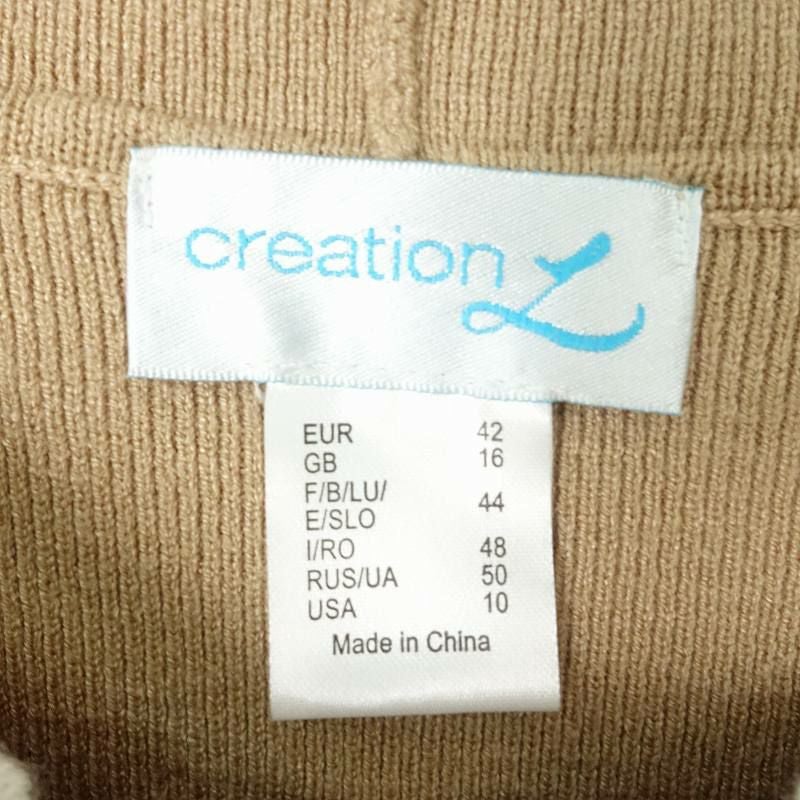 creation L
EUR 42
GB 16
F/B/LU/
E/SLO 44
I/RO 48
RUS/UA 50
USA 10
Made in China